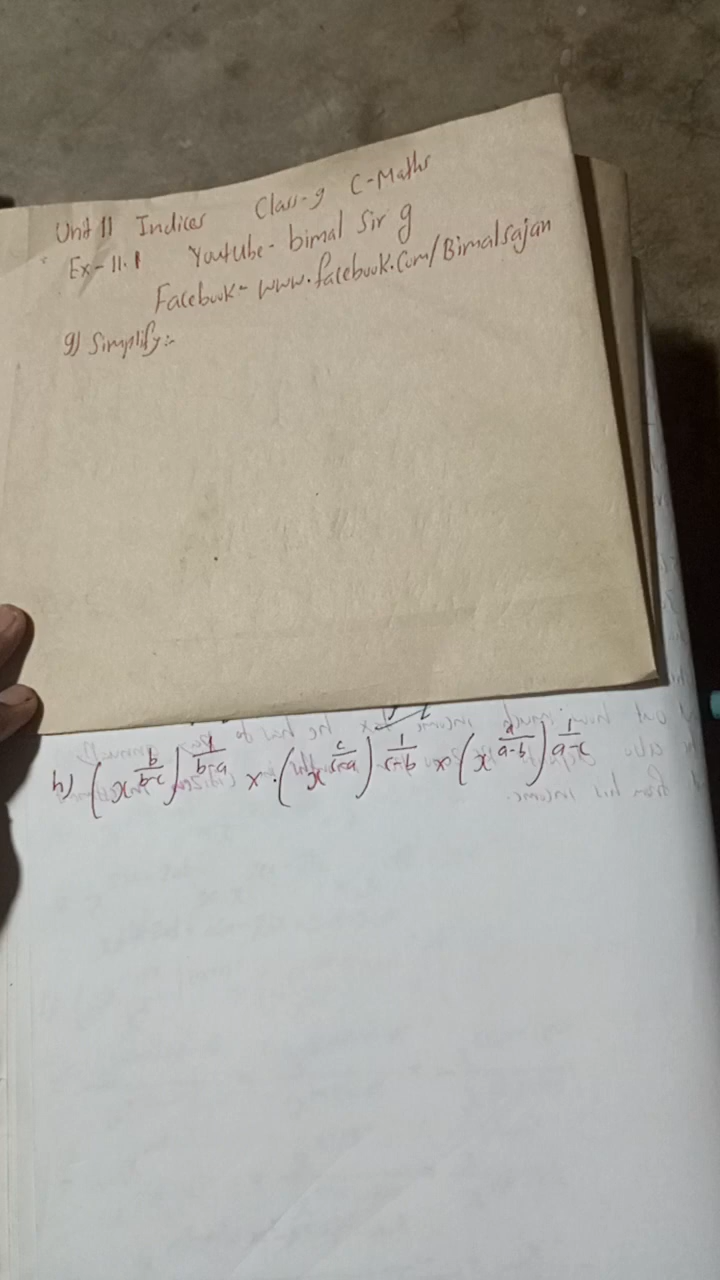 Unit 11 Indices Class-9 C-Maths
Ex-11.1 Youtube- bimal Sir g
Facebook- www.facebook.com/Bimalsajan
g) Simplify:-
h) (x^(b/(b-c)))^(1/(b-a)) × (x^(c/(c-a)))^(1/(c-b)) × (x^(a/(a-b)))^(1/(a-c))